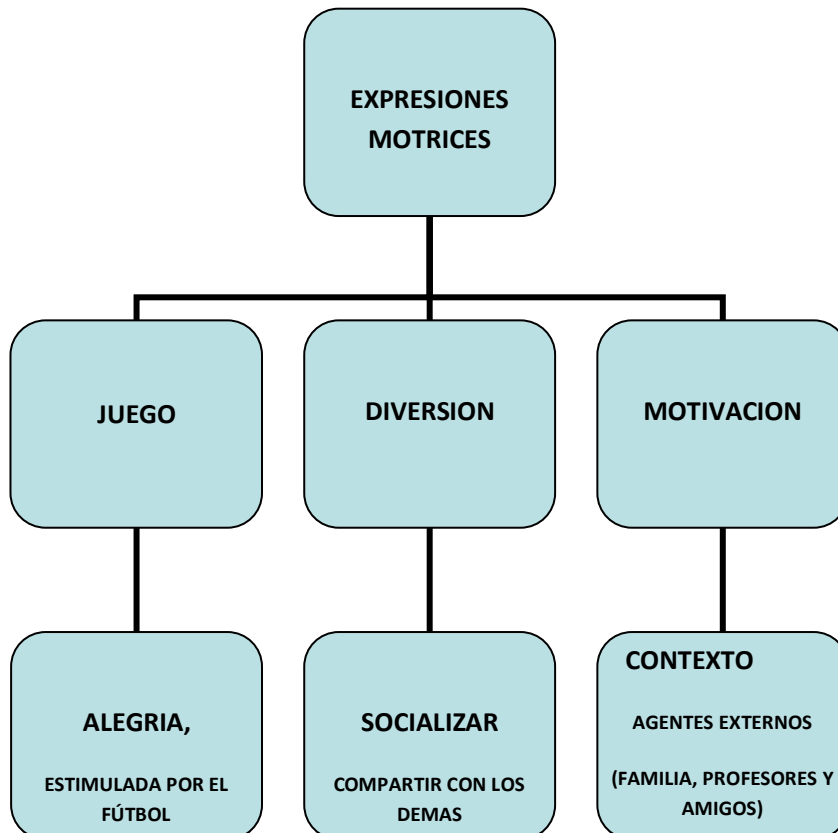 EXPRESIONES
MOTRICES
JUEGO
DIVERSION
MOTIVACION
ALEGRIA,
ESTIMULADA POR EL
FÚTBOL
SOCIALIZAR
COMPARTIR CON LOS
DEMAS
CONTEXTO
AGENTES EXTERNOS
(FAMILIA, PROFESORES Y
AMIGOS)